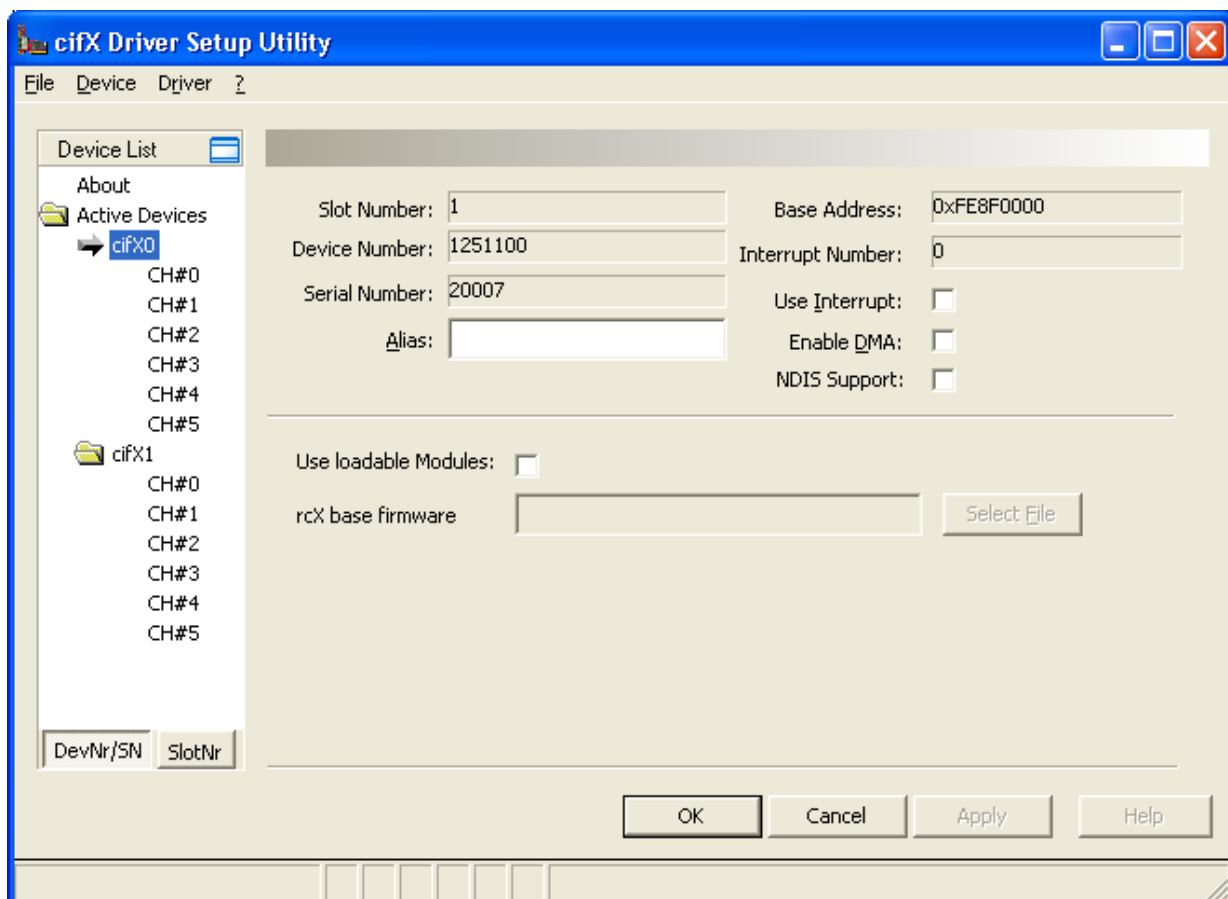 cifX Driver Setup Utility
File Device Driver ?
Device List
About
Active Devices
cifX0
CH#0
CH#1
CH#2
CH#3
CH#4
CH#5
cifX1
CH#0
CH#1
CH#2
CH#3
CH#4
CH#5
DevNr/SN SlotNr
Slot Number: 1
Device Number: 1251100
Serial Number: 20007
Alias:
Base Address: 0xFE8F0000
Interrupt Number: 0
Use Interrupt:
Enable DMA:
NDIS Support:
Use loadable Modules:
rcX base firmware Select File
OK Cancel Apply Help